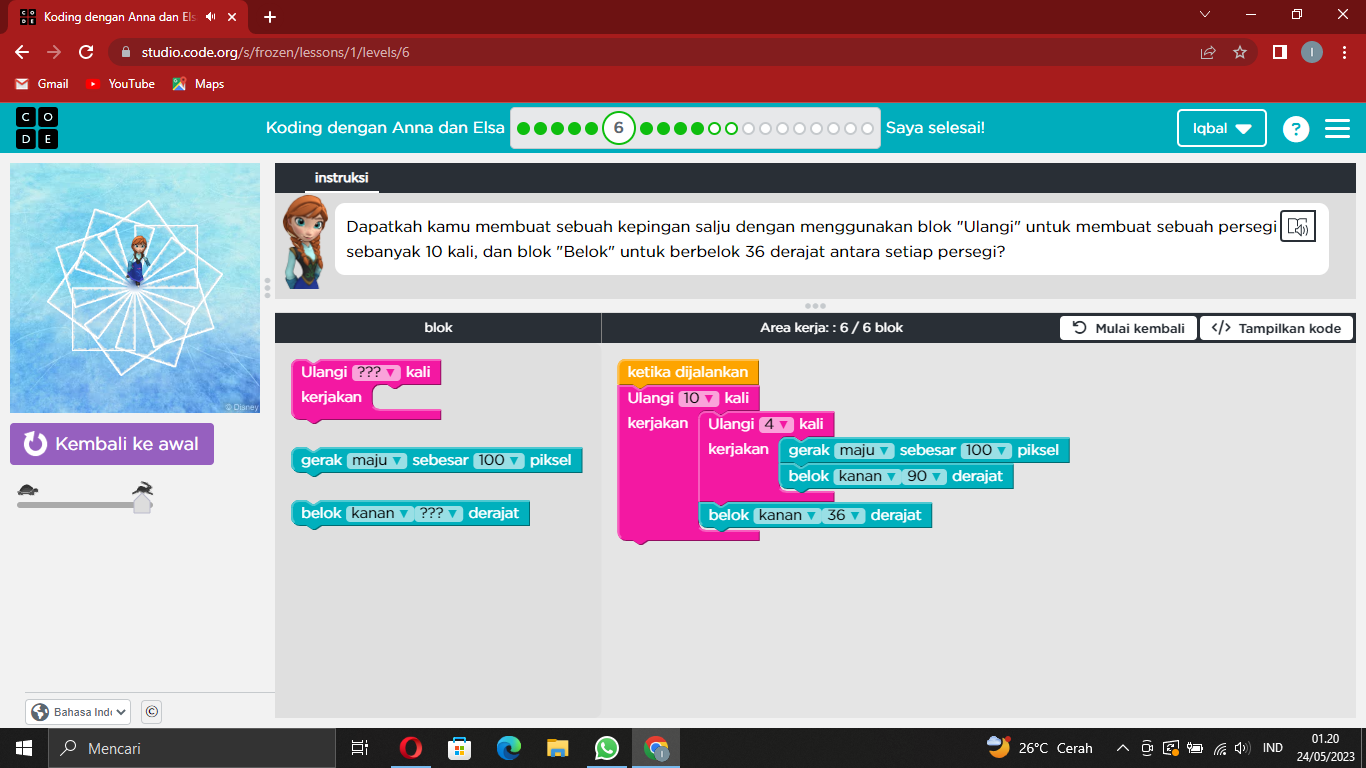 Koding dengan Anna dan Els
studio.code.org/s/frozen/lessons/1/levels/6
I
Gmail
YouTube
Maps
C O
D E
Koding dengan Anna dan Elsa
6
Saya selesai!
Iqbal
?
instruksi
Dapatkah kamu membuat sebuah kepingan salju dengan menggunakan blok "Ulangi" untuk membuat sebuah persegi
sebanyak 10 kali, dan blok "Belok" untuk berbelok 36 derajat antara setiap persegi?
© Disney
Kembali ke awal
blok
Area kerja: : 6 / 6 blok
Mulai kembali
</> Tampilkan kode
Ulangi ??? kali
kerjakan
gerak maju sebesar 100 piksel
belok kanan ??? derajat
ketika dijalankan
Ulangi 10 kali
kerjakan
Ulangi 4 kali
kerjakan
gerak maju sebesar 100 piksel
belok kanan 90 derajat
belok kanan 36 derajat
Bahasa Ind
©
Mencari
26°C Cerah
IND
01.20
24/05/2023